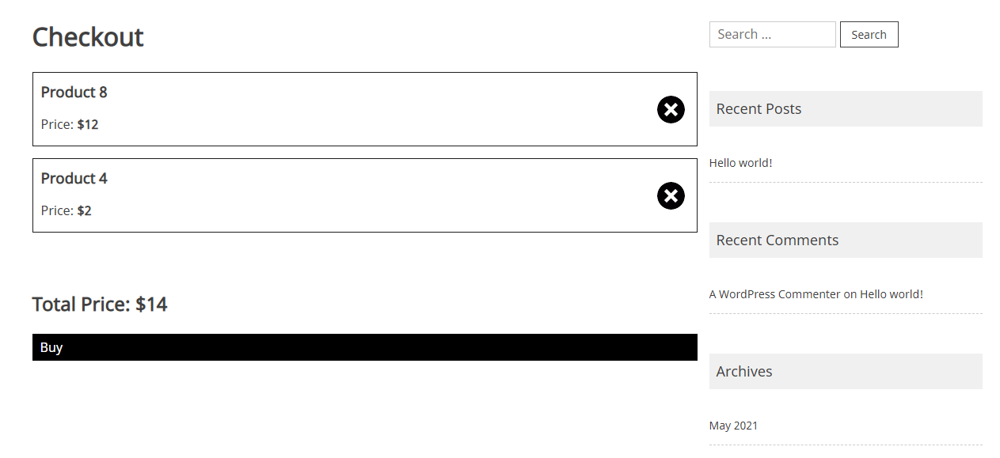 Checkout
Product 8
Price: $12
Product 4
Price: $2
Total Price: $14
Buy
Search ...
Search
Recent Posts
Hello world!
Recent Comments
A WordPress Commenter on Hello world!
Archives
May 2021